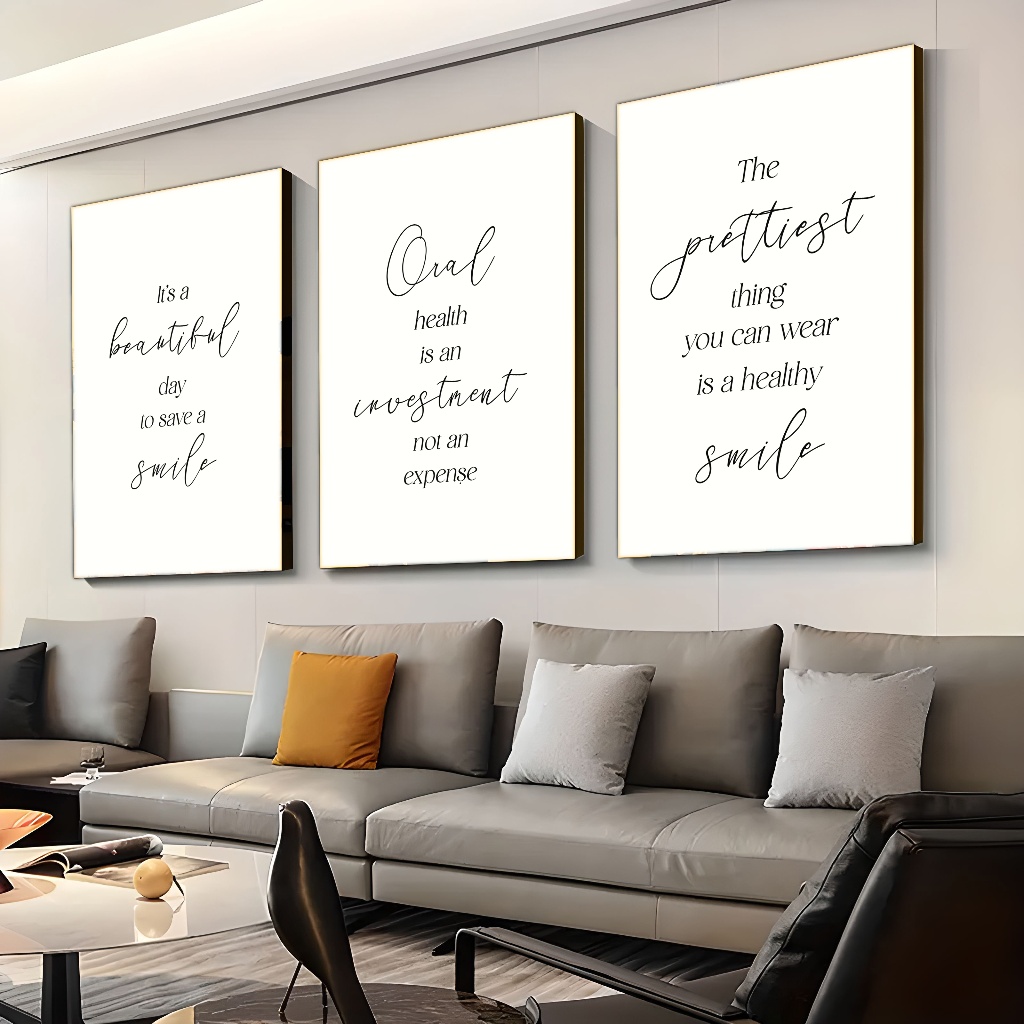 It's a
beautiful
day
to save a
smile
Oral
health
is an
investment
not an
expense
The
prettiest
thing
you can wear
is a healthy
smile